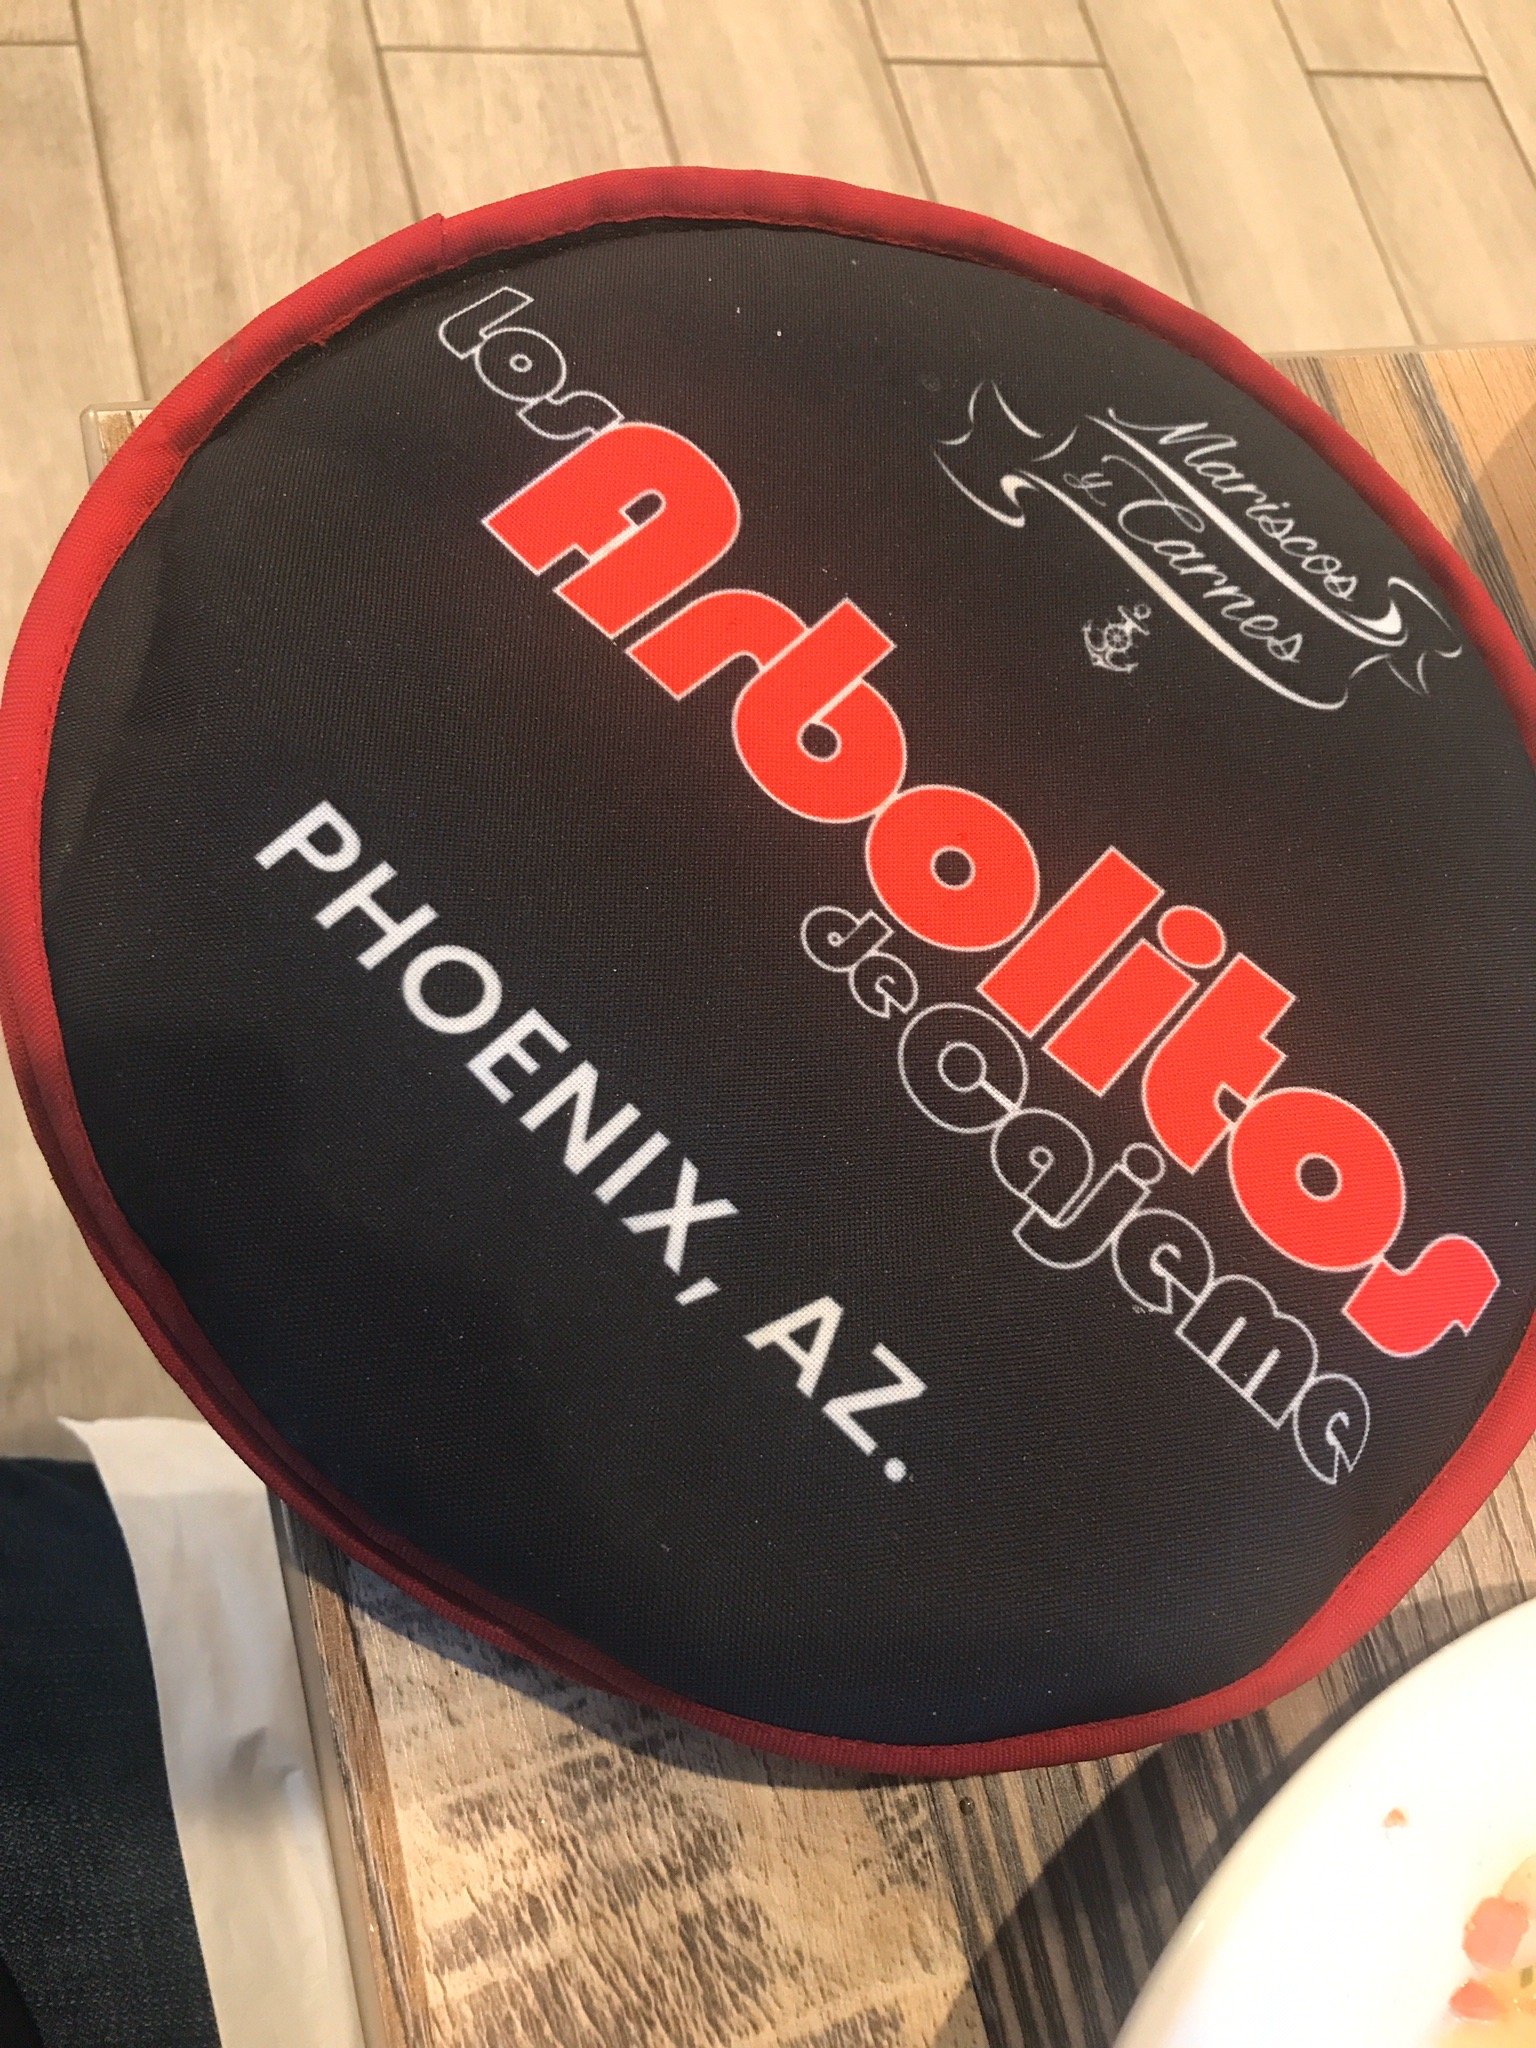 Mariscos
y Carnes
Los
Arbolitos
de Cajeme
PHOENIX, AZ.